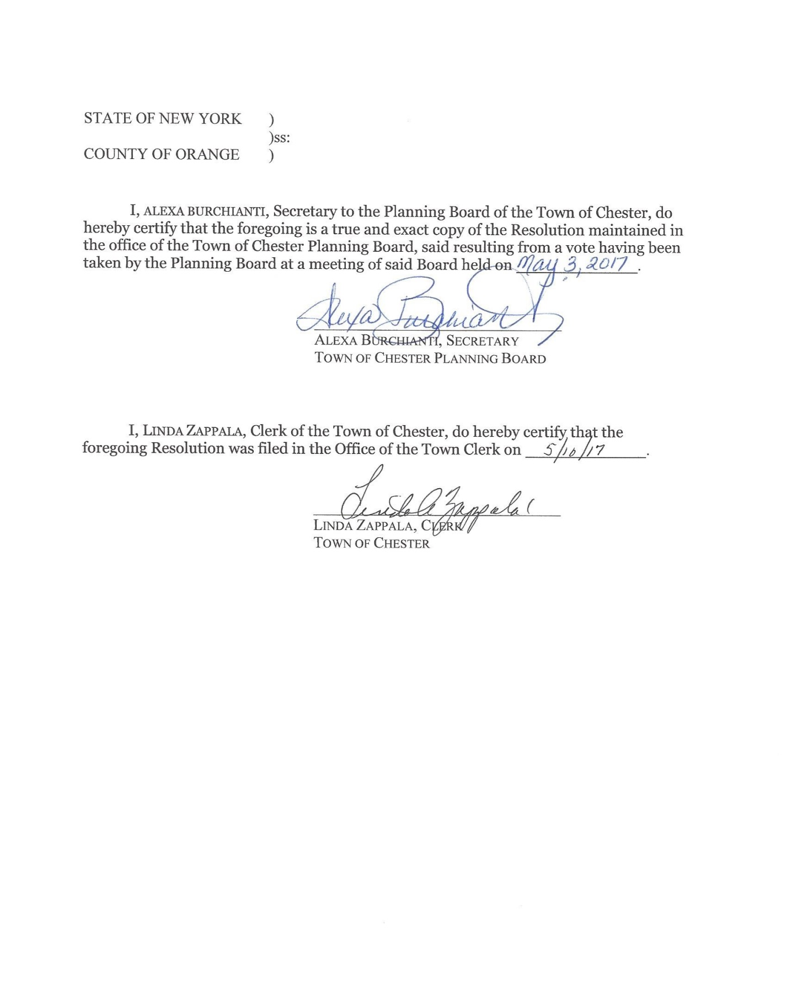 STATE OF NEW YORK )
)ss:
COUNTY OF ORANGE )
I, ALEXA BURCHIANTI, Secretary to the Planning Board of the Town of Chester, do
hereby certify that the foregoing is a true and exact copy of the Resolution maintained in
the office of the Town of Chester Planning Board, said resulting from a vote having been
taken by the Planning Board at a meeting of said Board held on May 3, 2017.
Alexa Burchianti
ALEXA BURCHIANTI, SECRETARY
TOWN OF CHESTER PLANNING BOARD
I, LINDA ZAPPALA, Clerk of the Town of Chester, do hereby certify that the
foregoing Resolution was filed in the Office of the Town Clerk on 5/10/17.
Linda A Zappala
LINDA ZAPPALA, CLERK
TOWN OF CHESTER